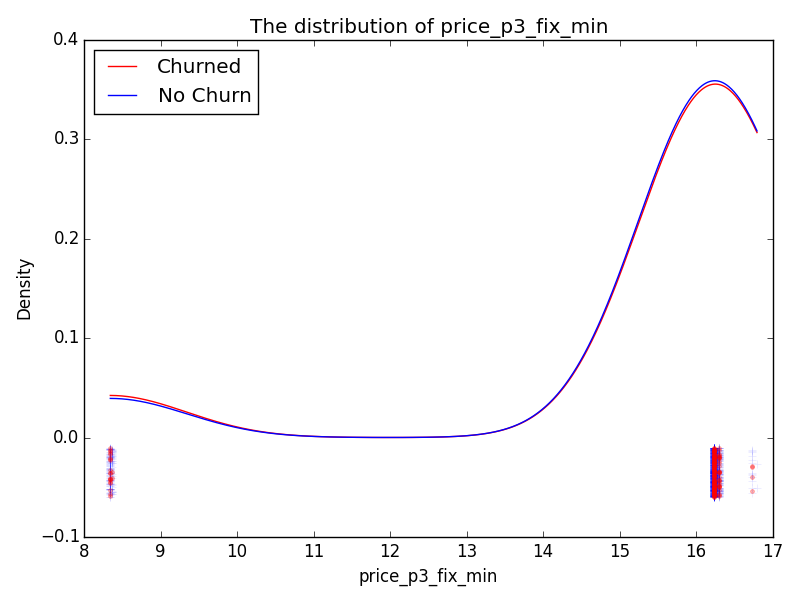 The distribution of price_p3_fix_min
Churned
No Churn
0.4
0.3
0.2
0.1
0.0
−0.1
Density
8 9 10 11 12 13 14 15 16 17
price_p3_fix_min